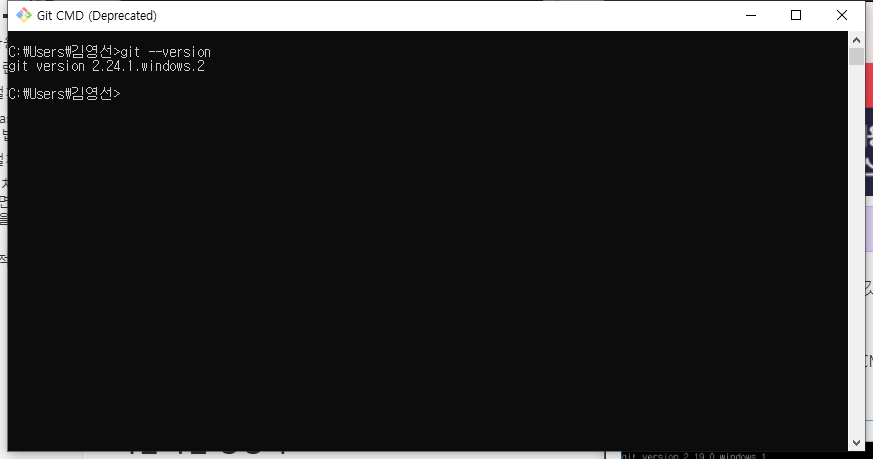 Git CMD (Deprecated)
C:\Users\김영선>git --version
git version 2.24.1.windows.2
C:\Users\김영선>
git version 2.19.0.windows.1